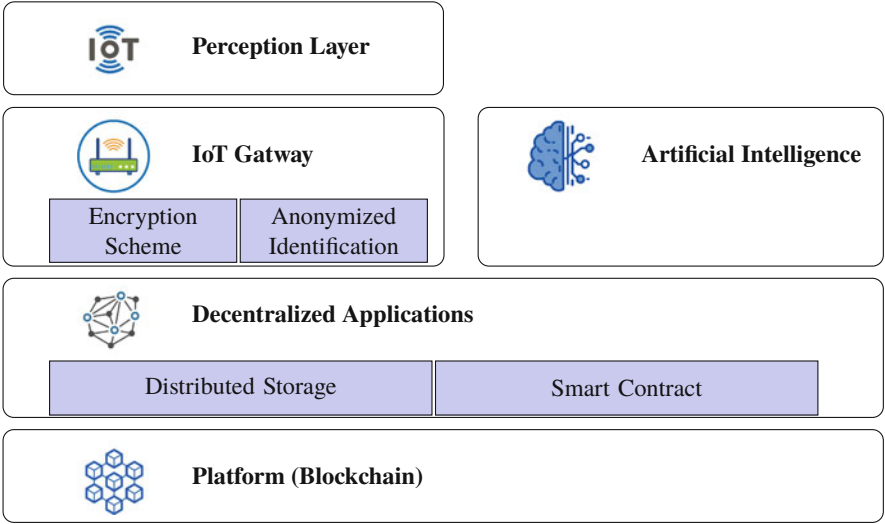 IOT
Perception Layer
IoT Gatway
Encryption
Scheme
Anonymized
Identification
Artificial Intelligence
Decentralized Applications
Distributed Storage
Smart Contract
Platform (Blockchain)